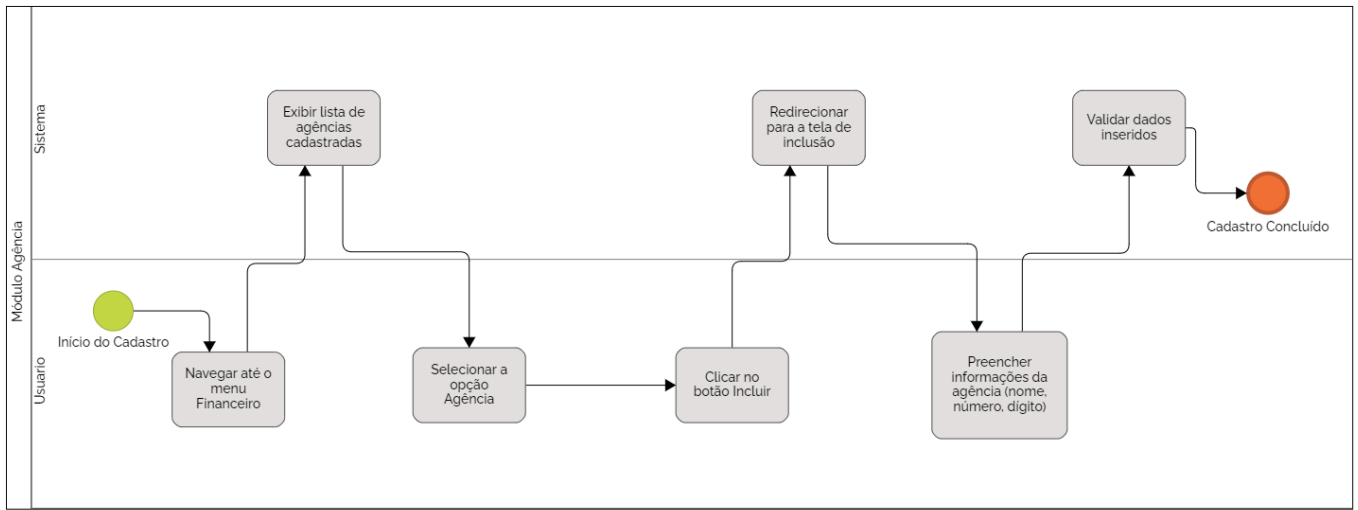 Módulo Agência
Sistema
Usuario
Início do Cadastro
Navegar até o
menu
Financeiro
Exibir lista de
agências
cadastradas
Selecionar a
opção
Agência
Clicar no
botão Incluir
Redirecionar
para a tela de
inclusão
Preencher
informações da
agência (nome,
número, dígito)
Validar dados
inseridos
Cadastro Concluído